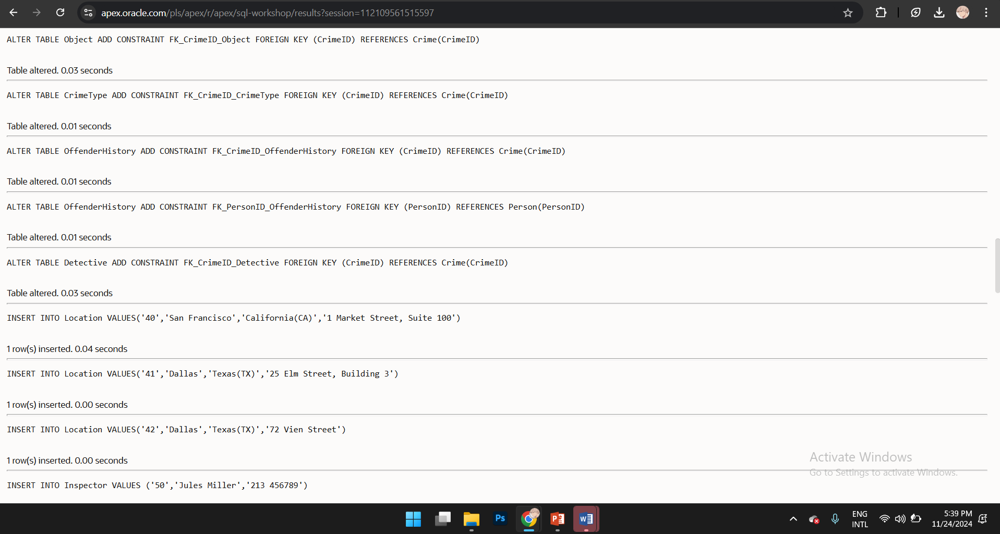 apex.oracle.com/pls/apex/r/apex/sql-workshop/results?session=112109561515597
ALTER TABLE Object ADD CONSTRAINT FK_CrimeID_Object FOREIGN KEY (CrimeID) REFERENCES Crime(CrimeID)
Table altered. 0.03 seconds
ALTER TABLE CrimeType ADD CONSTRAINT FK_CrimeID_CrimeType FOREIGN KEY (CrimeID) REFERENCES Crime(CrimeID)
Table altered. 0.01 seconds
ALTER TABLE OffenderHistory ADD CONSTRAINT FK_CrimeID_OffenderHistory FOREIGN KEY (CrimeID) REFERENCES Crime(CrimeID)
Table altered. 0.01 seconds
ALTER TABLE OffenderHistory ADD CONSTRAINT FK_PersonID_OffenderHistory FOREIGN KEY (PersonID) REFERENCES Person(PersonID)
Table altered. 0.01 seconds
ALTER TABLE Detective ADD CONSTRAINT FK_CrimeID_Detective FOREIGN KEY (CrimeID) REFERENCES Crime(CrimeID)
Table altered. 0.03 seconds
INSERT INTO Location VALUES('40','San Francisco','California(CA)','1 Market Street, Suite 100')
1 row(s) inserted. 0.04 seconds
INSERT INTO Location VALUES('41','Dallas','Texas(TX)','25 Elm Street, Building 3')
1 row(s) inserted. 0.00 seconds
INSERT INTO Location VALUES('42','Dallas','Texas(TX)','72 Vien Street')
1 row(s) inserted. 0.00 seconds
INSERT INTO Inspector VALUES ('50','Jules Miller','213 456789')
Activate Windows
Go to Settings to activate Windows.
Ps
P
W
ENG
INTL
5:39 PM
11/24/2024